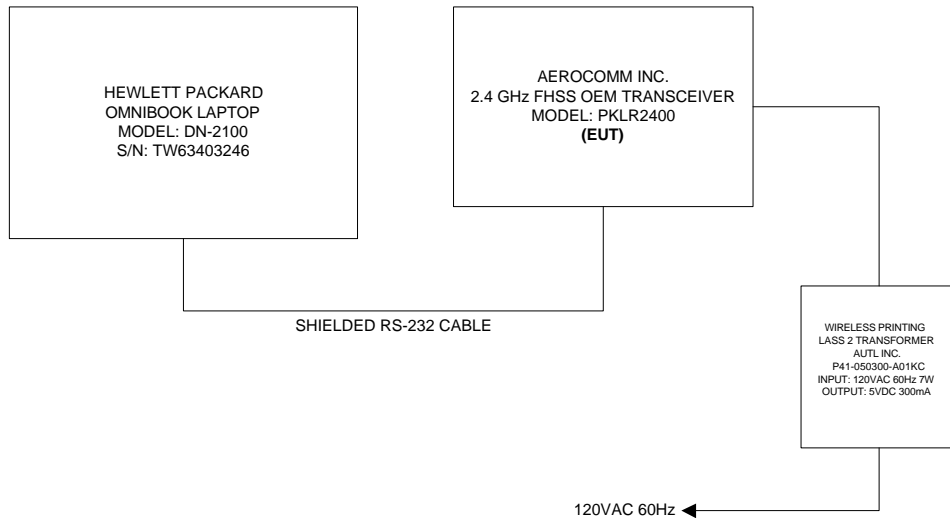 HEWLETT PACKARD
OMNIBOOK LAPTOP
MODEL: DN-2100
S/N: TW63403246
AEROCOMM INC.
2.4 GHz FHSS OEM TRANSCEIVER
MODEL: PKLR2400
(EUT)
SHIELDED RS-232 CABLE
WIRELESS PRINTING
LASS 2 TRANSFORMER
AUTL INC.
P41-050300-A01KC
INPUT: 120VAC 60Hz 7W
OUTPUT: 5VDC 300mA
120VAC 60Hz